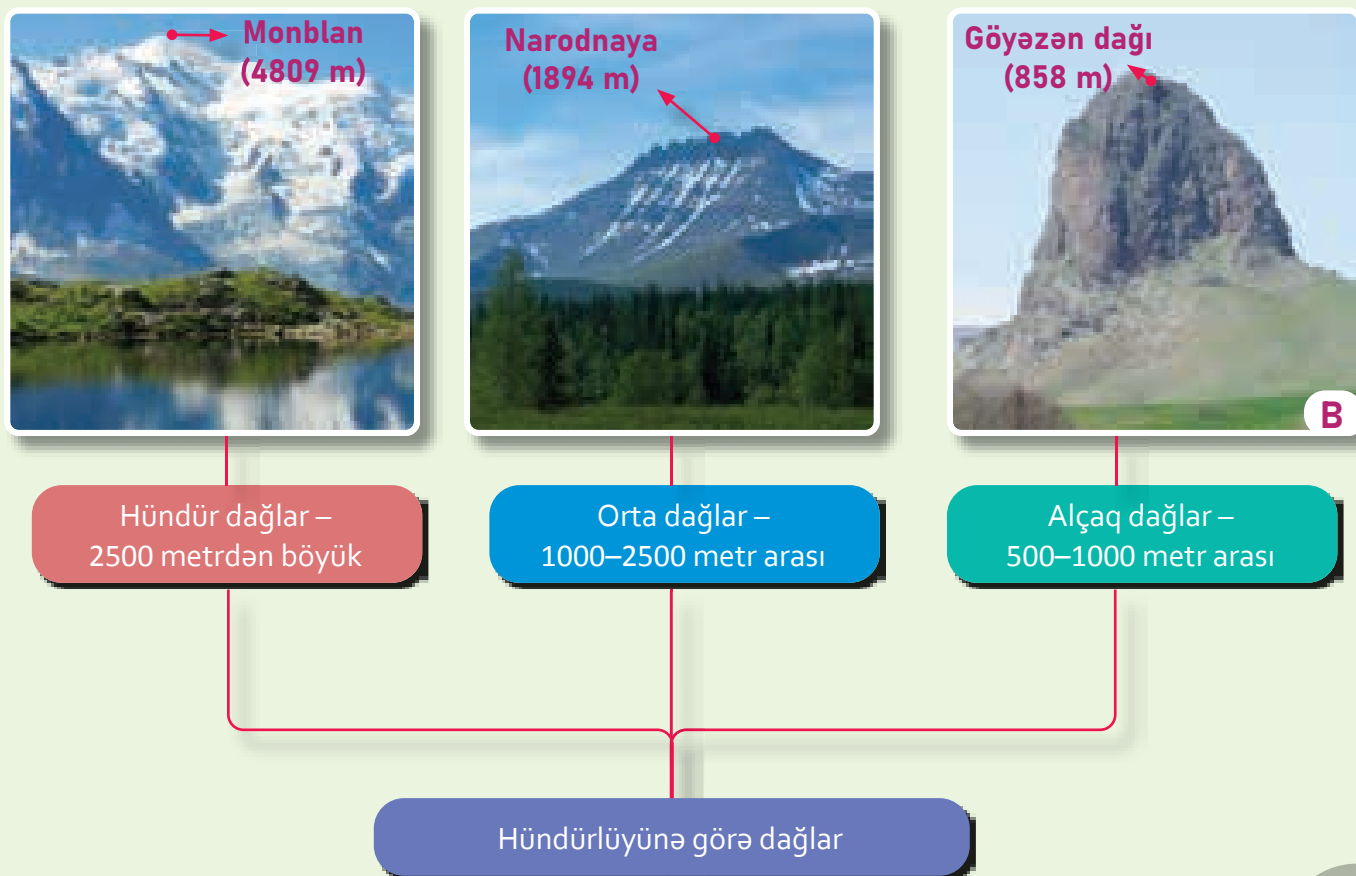 Monblan
(4809 m)
Narodnaya
(1894 m)
Göyəzən dağı
(858 m)
B
Hündür dağlar –
2500 metrdən böyük
Orta dağlar –
1000–2500 metr arası
Alçaq dağlar –
500–1000 metr arası
Hündürlüyünə görə dağlar